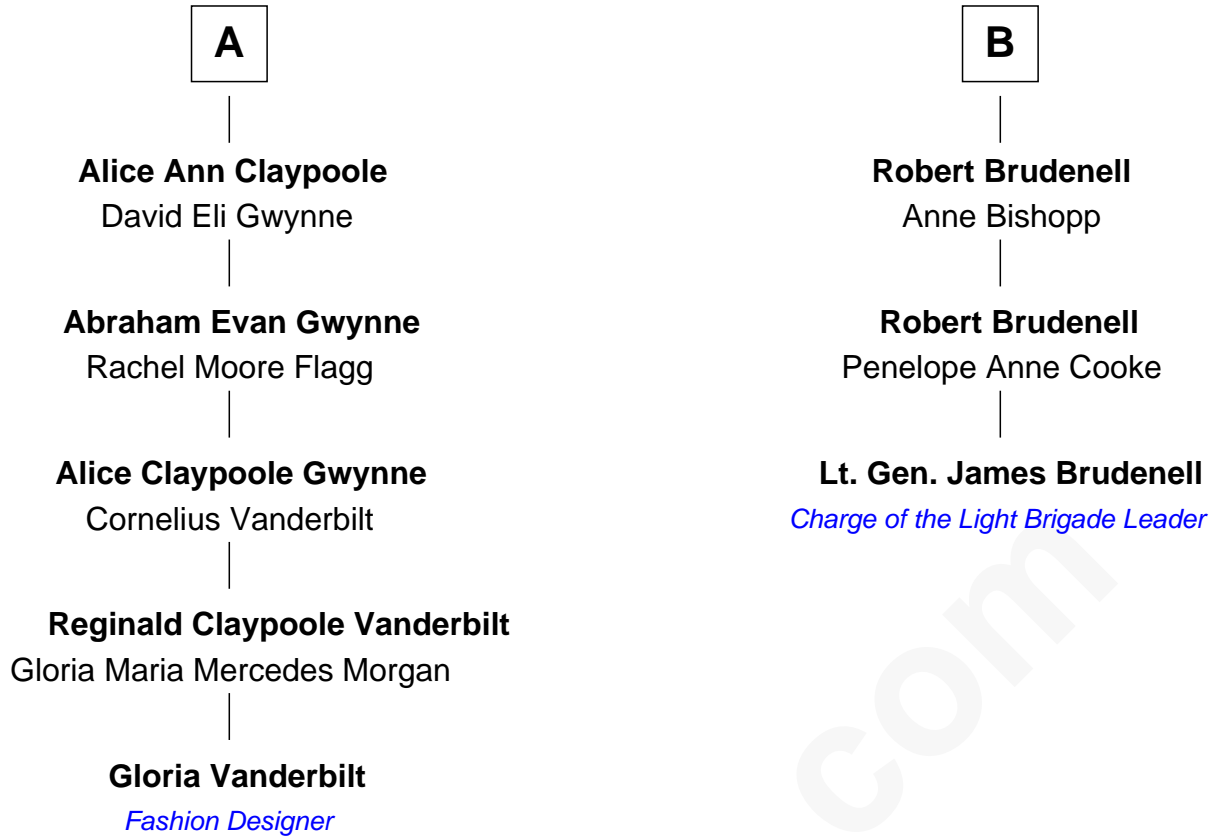 A
Alice Ann Claypoole
David Eli Gwynne
Abraham Evan Gwynne
Rachel Moore Flagg
Alice Claypoole Gwynne
Cornelius Vanderbilt
Reginald Claypoole Vanderbilt
Gloria Maria Mercedes Morgan
Gloria Vanderbilt
Fashion Designer
B
Robert Brudenell
Anne Bishopp
Robert Brudenell
Penelope Anne Cooke
Lt. Gen. James Brudenell
Charge of the Light Brigade Leader
com